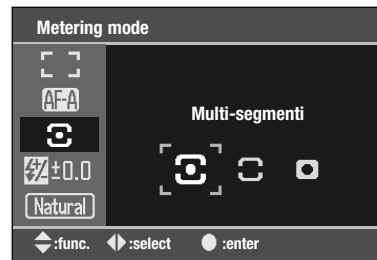 Metering mode
AF-A
Multi-segmenti
±0.0
Natural
:func. :select :enter